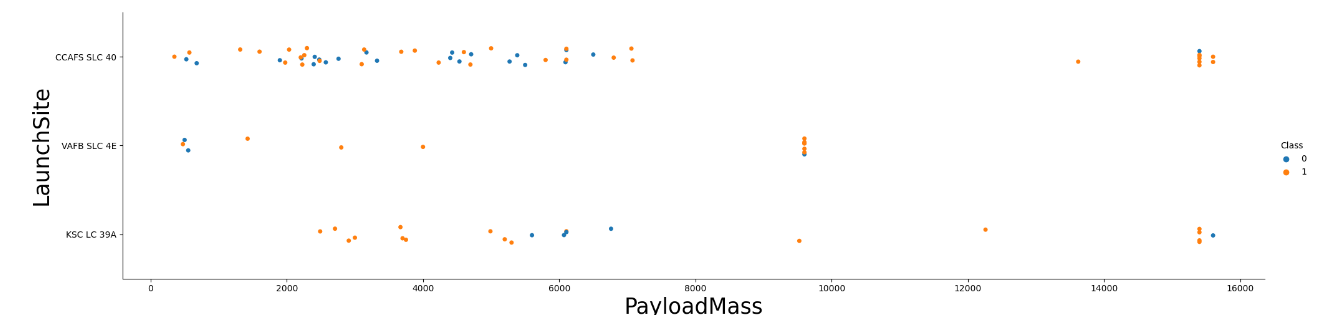 LaunchSite
CCAFS SLC 40
VAFB SLC 4E
KSC LC 39A
0 2000 4000 6000 8000 10000 12000 14000 16000
PayloadMass
Class
0
1